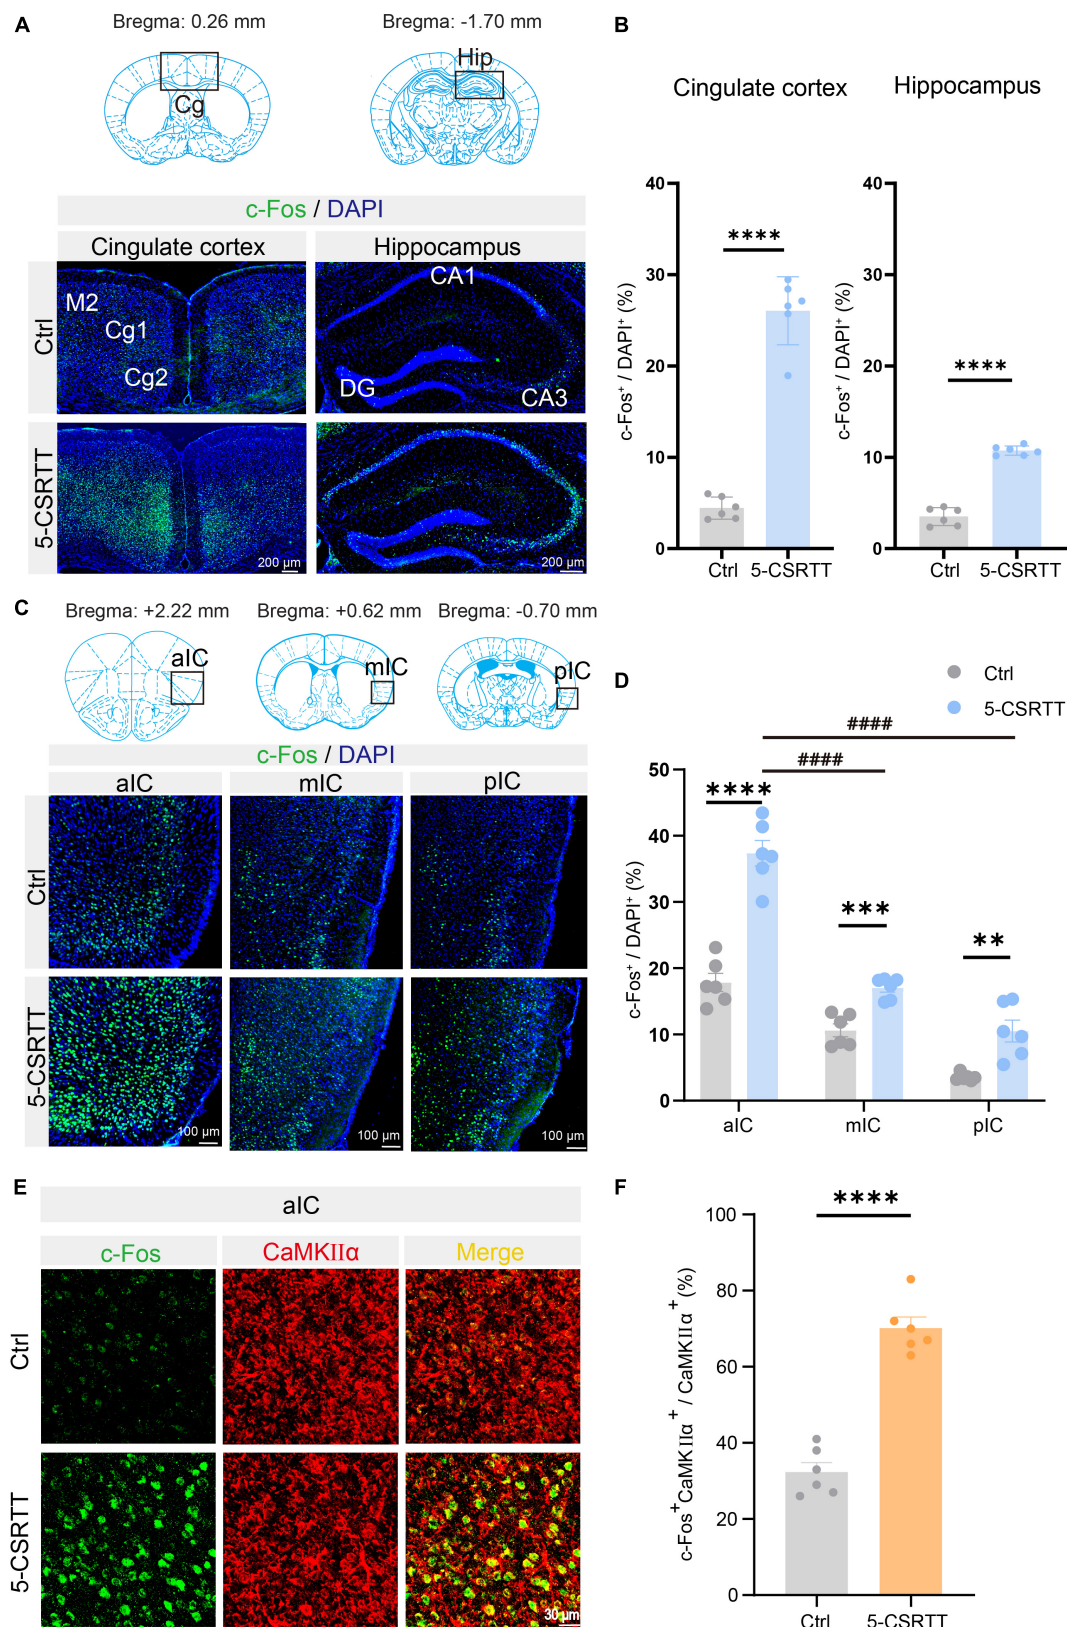 A
Bregma: 0.26 mm
Bregma: -1.70 mm
Hip
Cg
c-Fos / DAPI
Cingulate cortex
Hippocampus
Ctrl
M2
Cg1
Cg2
CA1
DG
CA3
5-CSRTT
200 µm
200 µm
B
Cingulate cortex
Hippocampus
c-Fos⁺ / DAPI⁺ (%)
40
30
20
10
0
****
Ctrl
5-CSRTT
c-Fos⁺ / DAPI⁺ (%)
40
30
20
10
0
****
Ctrl
5-CSRTT
C
Bregma: +2.22 mm
Bregma: +0.62 mm
Bregma: -0.70 mm
aIC
mIC
pIC
c-Fos / DAPI
aIC
mIC
pIC
Ctrl
5-CSRTT
100 µm
100 µm
100 µm
D
Ctrl
5-CSRTT
####
####
****
***
**
c-Fos⁺ / DAPI⁺ (%)
50
40
30
20
10
0
aIC
mIC
pIC
E
aIC
c-Fos
CaMKIIα
Merge
Ctrl
5-CSRTT
30 µm
F
****
c-Fos⁺CaMKIIα⁺ / CaMKIIα⁺ (%)
100
80
60
40
20
0
Ctrl
5-CSRTT